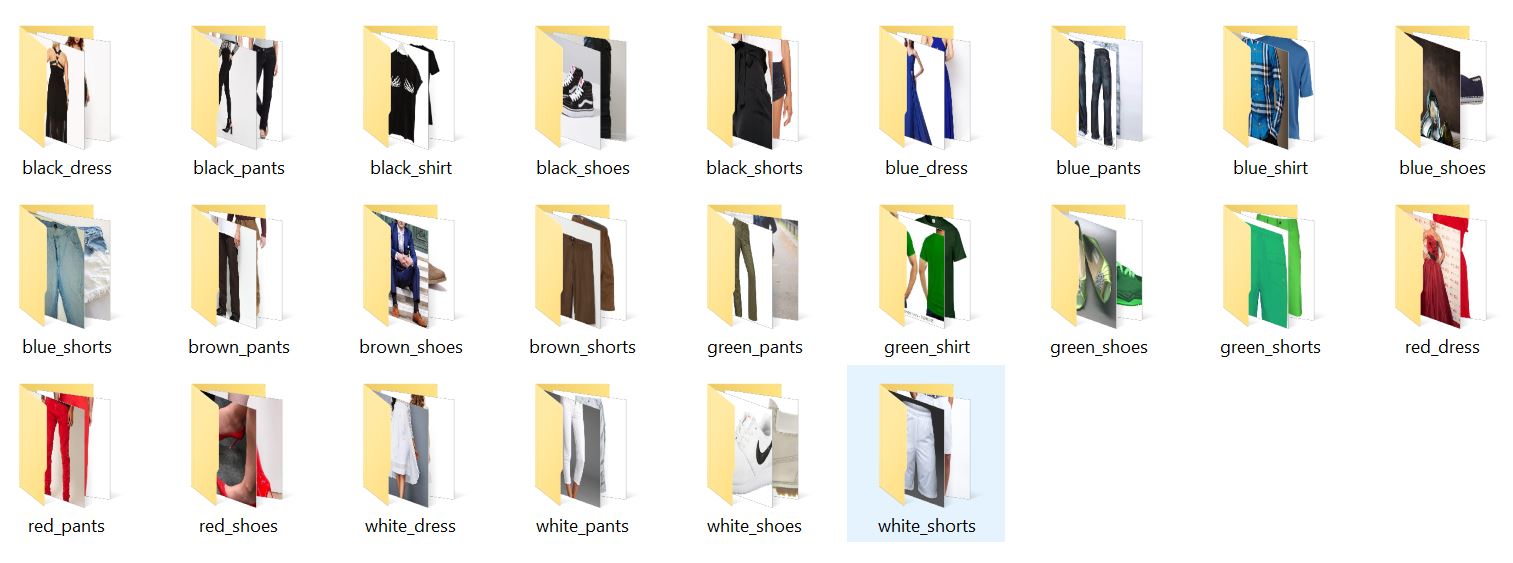 black_dress
black_pants
black_shirt
black_shoes
black_shorts
blue_dress
blue_pants
blue_shirt
blue_shoes
blue_shorts
brown_pants
brown_shoes
brown_shorts
green_pants
green_shirt
green_shoes
green_shorts
red_dress
red_pants
red_shoes
white_dress
white_pants
white_shoes
white_shorts